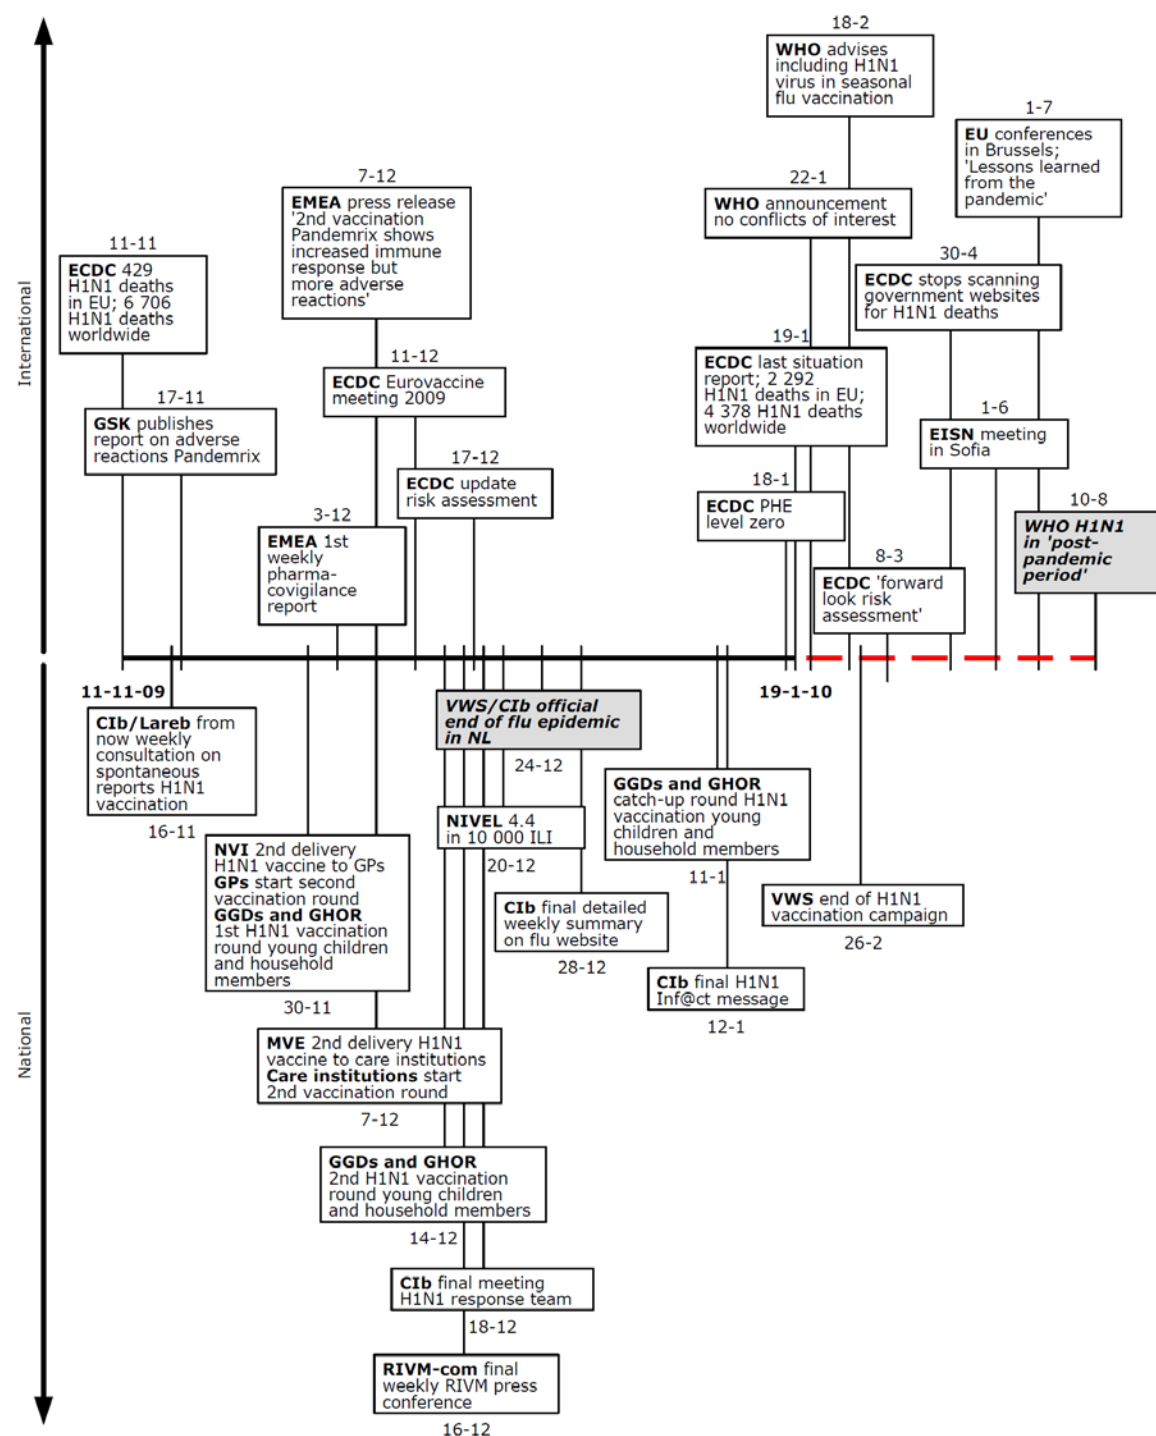 18-2
WHO advises
including H1N1
virus in seasonal
flu vaccination
1-7
EU conferences
in Brussels;
'Lessons learned
from the
pandemic'
7-12
EMEA press release
'2nd vaccination
Pandemrix shows
increased immune
response but
more adverse
reactions'
22-1
WHO announcement
no conflicts of interest
11-11
ECDC 429
H1N1 deaths
in EU; 6 706
H1N1 deaths
worldwide
30-4
ECDC stops scanning
government websites
for H1N1 deaths
International
19-1
ECDC last situation
report; 2 292
H1N1 deaths in EU;
4 378 H1N1 deaths
worldwide
11-12
ECDC Eurovaccine
meeting 2009
17-11
GSK publishes
report on adverse
reactions Pandemrix
1-6
EISN meeting
in Sofia
17-12
ECDC update
risk assessment
18-1
ECDC PHE
level zero
10-8
WHO H1N1
in 'post-
pandemic
period'
3-12
EMEA 1st
weekly
pharma-
covigilance
report
8-3
ECDC 'forward
look risk
assessment'
11-11-09
19-1-10
CIb/Lareb from
now weekly
consultation on
spontaneous
reports H1N1
vaccination
16-11
VWS/CIb official
end of flu epidemic
in NL
24-12
GGDs and GHOR
catch-up round H1N1
vaccination young
children and
household members
11-1
NIVEL 4.4
in 10 000 ILI
20-12
NVI 2nd delivery
H1N1 vaccine to GPs
GPs start second
vaccination round
GGDs and GHOR
1st H1N1 vaccination
round young children
and household
members
30-11
VWS end of H1N1
vaccination campaign
26-2
CIb final detailed
weekly summary
on flu website
28-12
CIb final H1N1
Inf@ct message
12-1
National
MVE 2nd delivery H1N1
vaccine to care institutions
Care institutions start
2nd vaccination round
7-12
GGDs and GHOR
2nd H1N1 vaccination
round young children
and household members
14-12
CIb final meeting
H1N1 response team
18-12
RIVM-com final
weekly RIVM press
conference
16-12